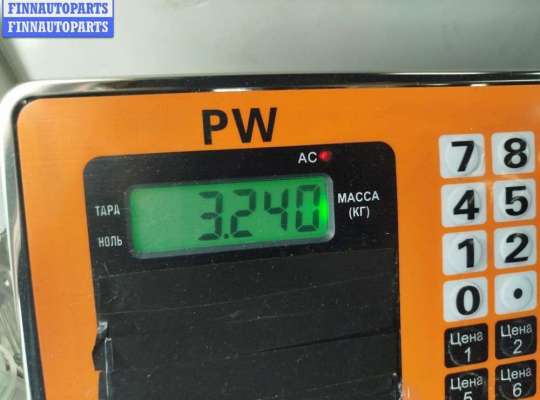 FINNAUTOPARTS
FINNAUTOPARTS
PW
AC
ТАРА
НОЛЬ
3.240
МАССА
(КГ)
7 8
4 5
1 2
0 .
Цена 1
Цена 2
Цена 5
Цена 6